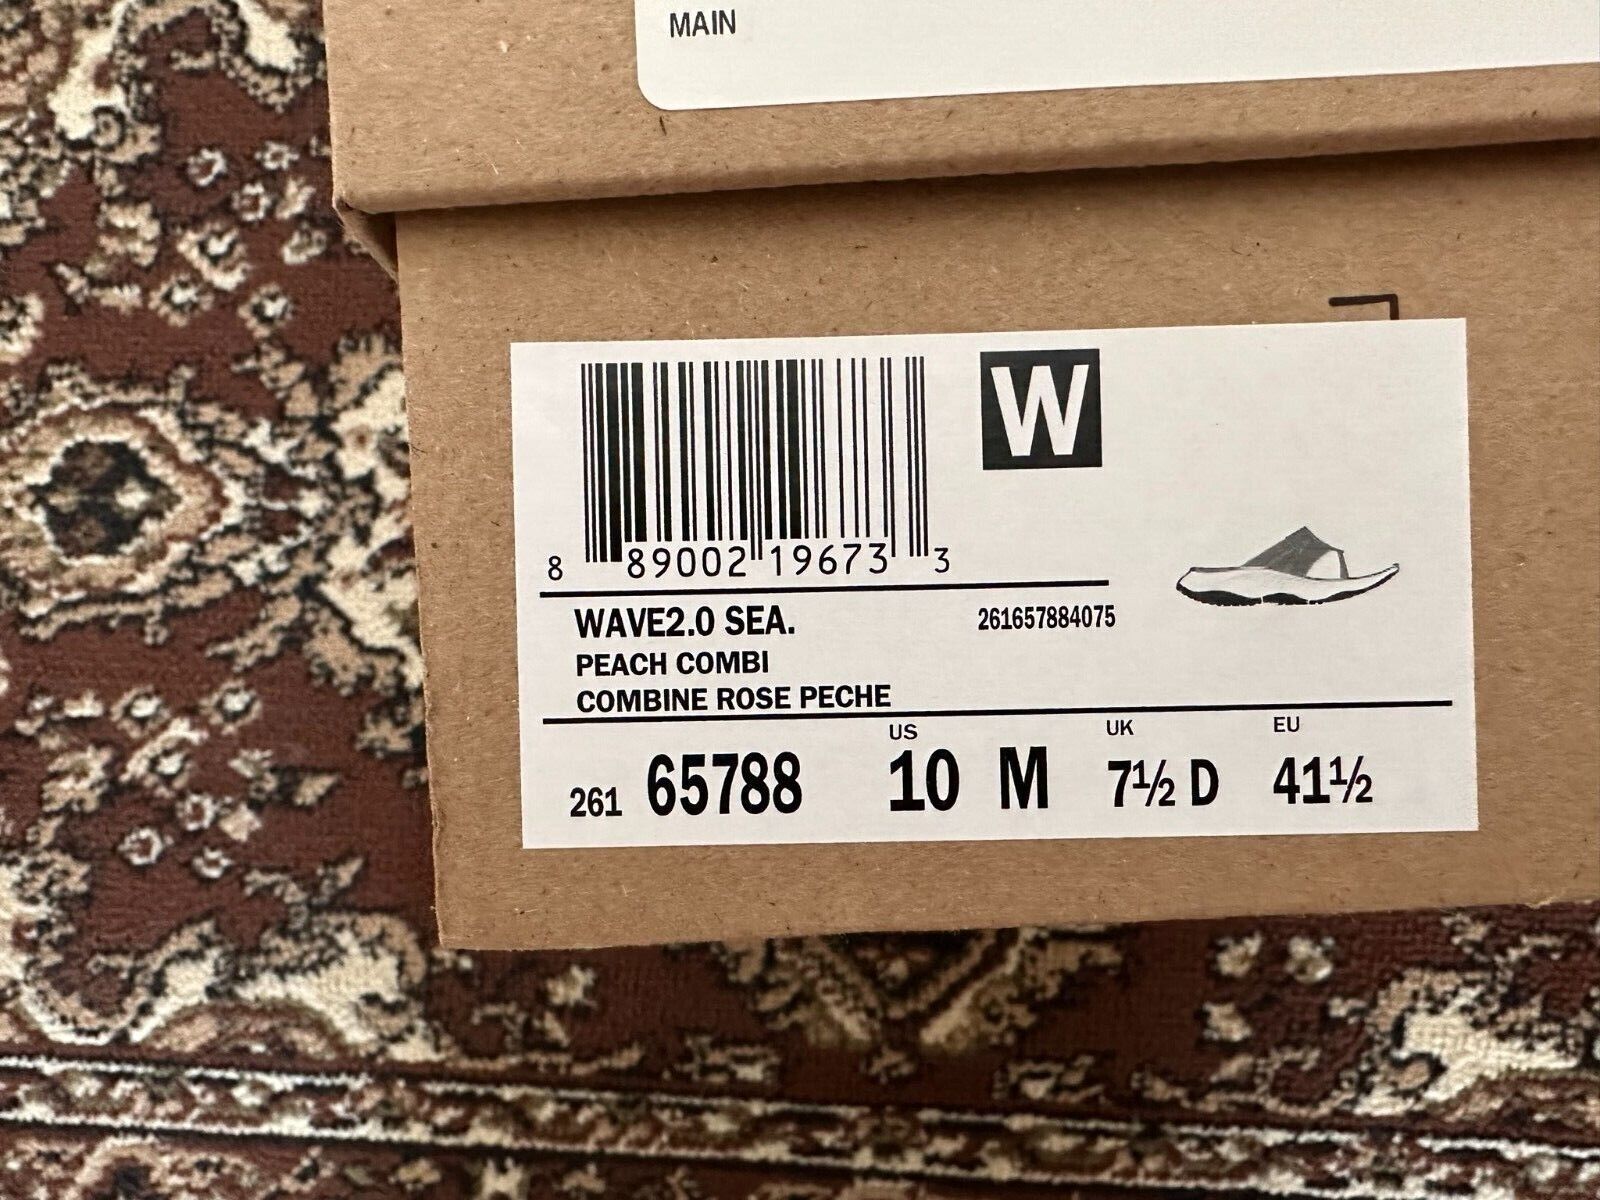 MAIN
W
8 89002 19673 3
WAVE2.0 SEA. 261657884075
PEACH COMBI
COMBINE ROSE PECHE
US UK EU
261 65788 10 M 7½ D 41½